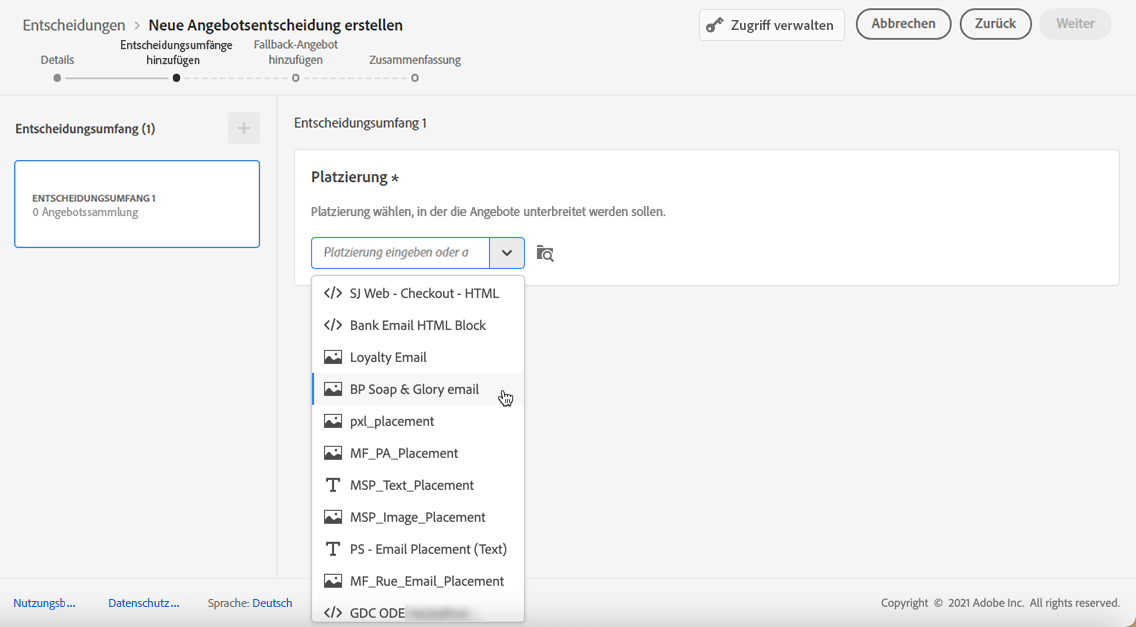 Entscheidungen > Neue Angebotsentscheidung erstellen
Zugriff verwalten
Abbrechen
Zurück
Weiter
Details
Entscheidungsumfänge
hinzufügen
Fallback-Angebot
hinzufügen
Zusammenfassung
Entscheidungsumfang (1)
ENTSCHEIDUNGSUMFANG 1
0 Angebotssammlung
Entscheidungsumfang 1
Platzierung *
Platzierung wählen, in der die Angebote unterbreitet werden sollen.
Platzierung eingeben oder a
SJ Web - Checkout - HTML
Bank Email HTML Block
Loyalty Email
BP Soap & Glory email
pxl_placement
MF_PA_Placement
MSP_Text_Placement
MSP_Image_Placement
PS - Email Placement (Text)
MF_Rue_Email_Placement
GDC ODE
Nutzungsb... Datenschutz... Sprache: Deutsch
Copyright © 2021 Adobe Inc. All rights reserved.